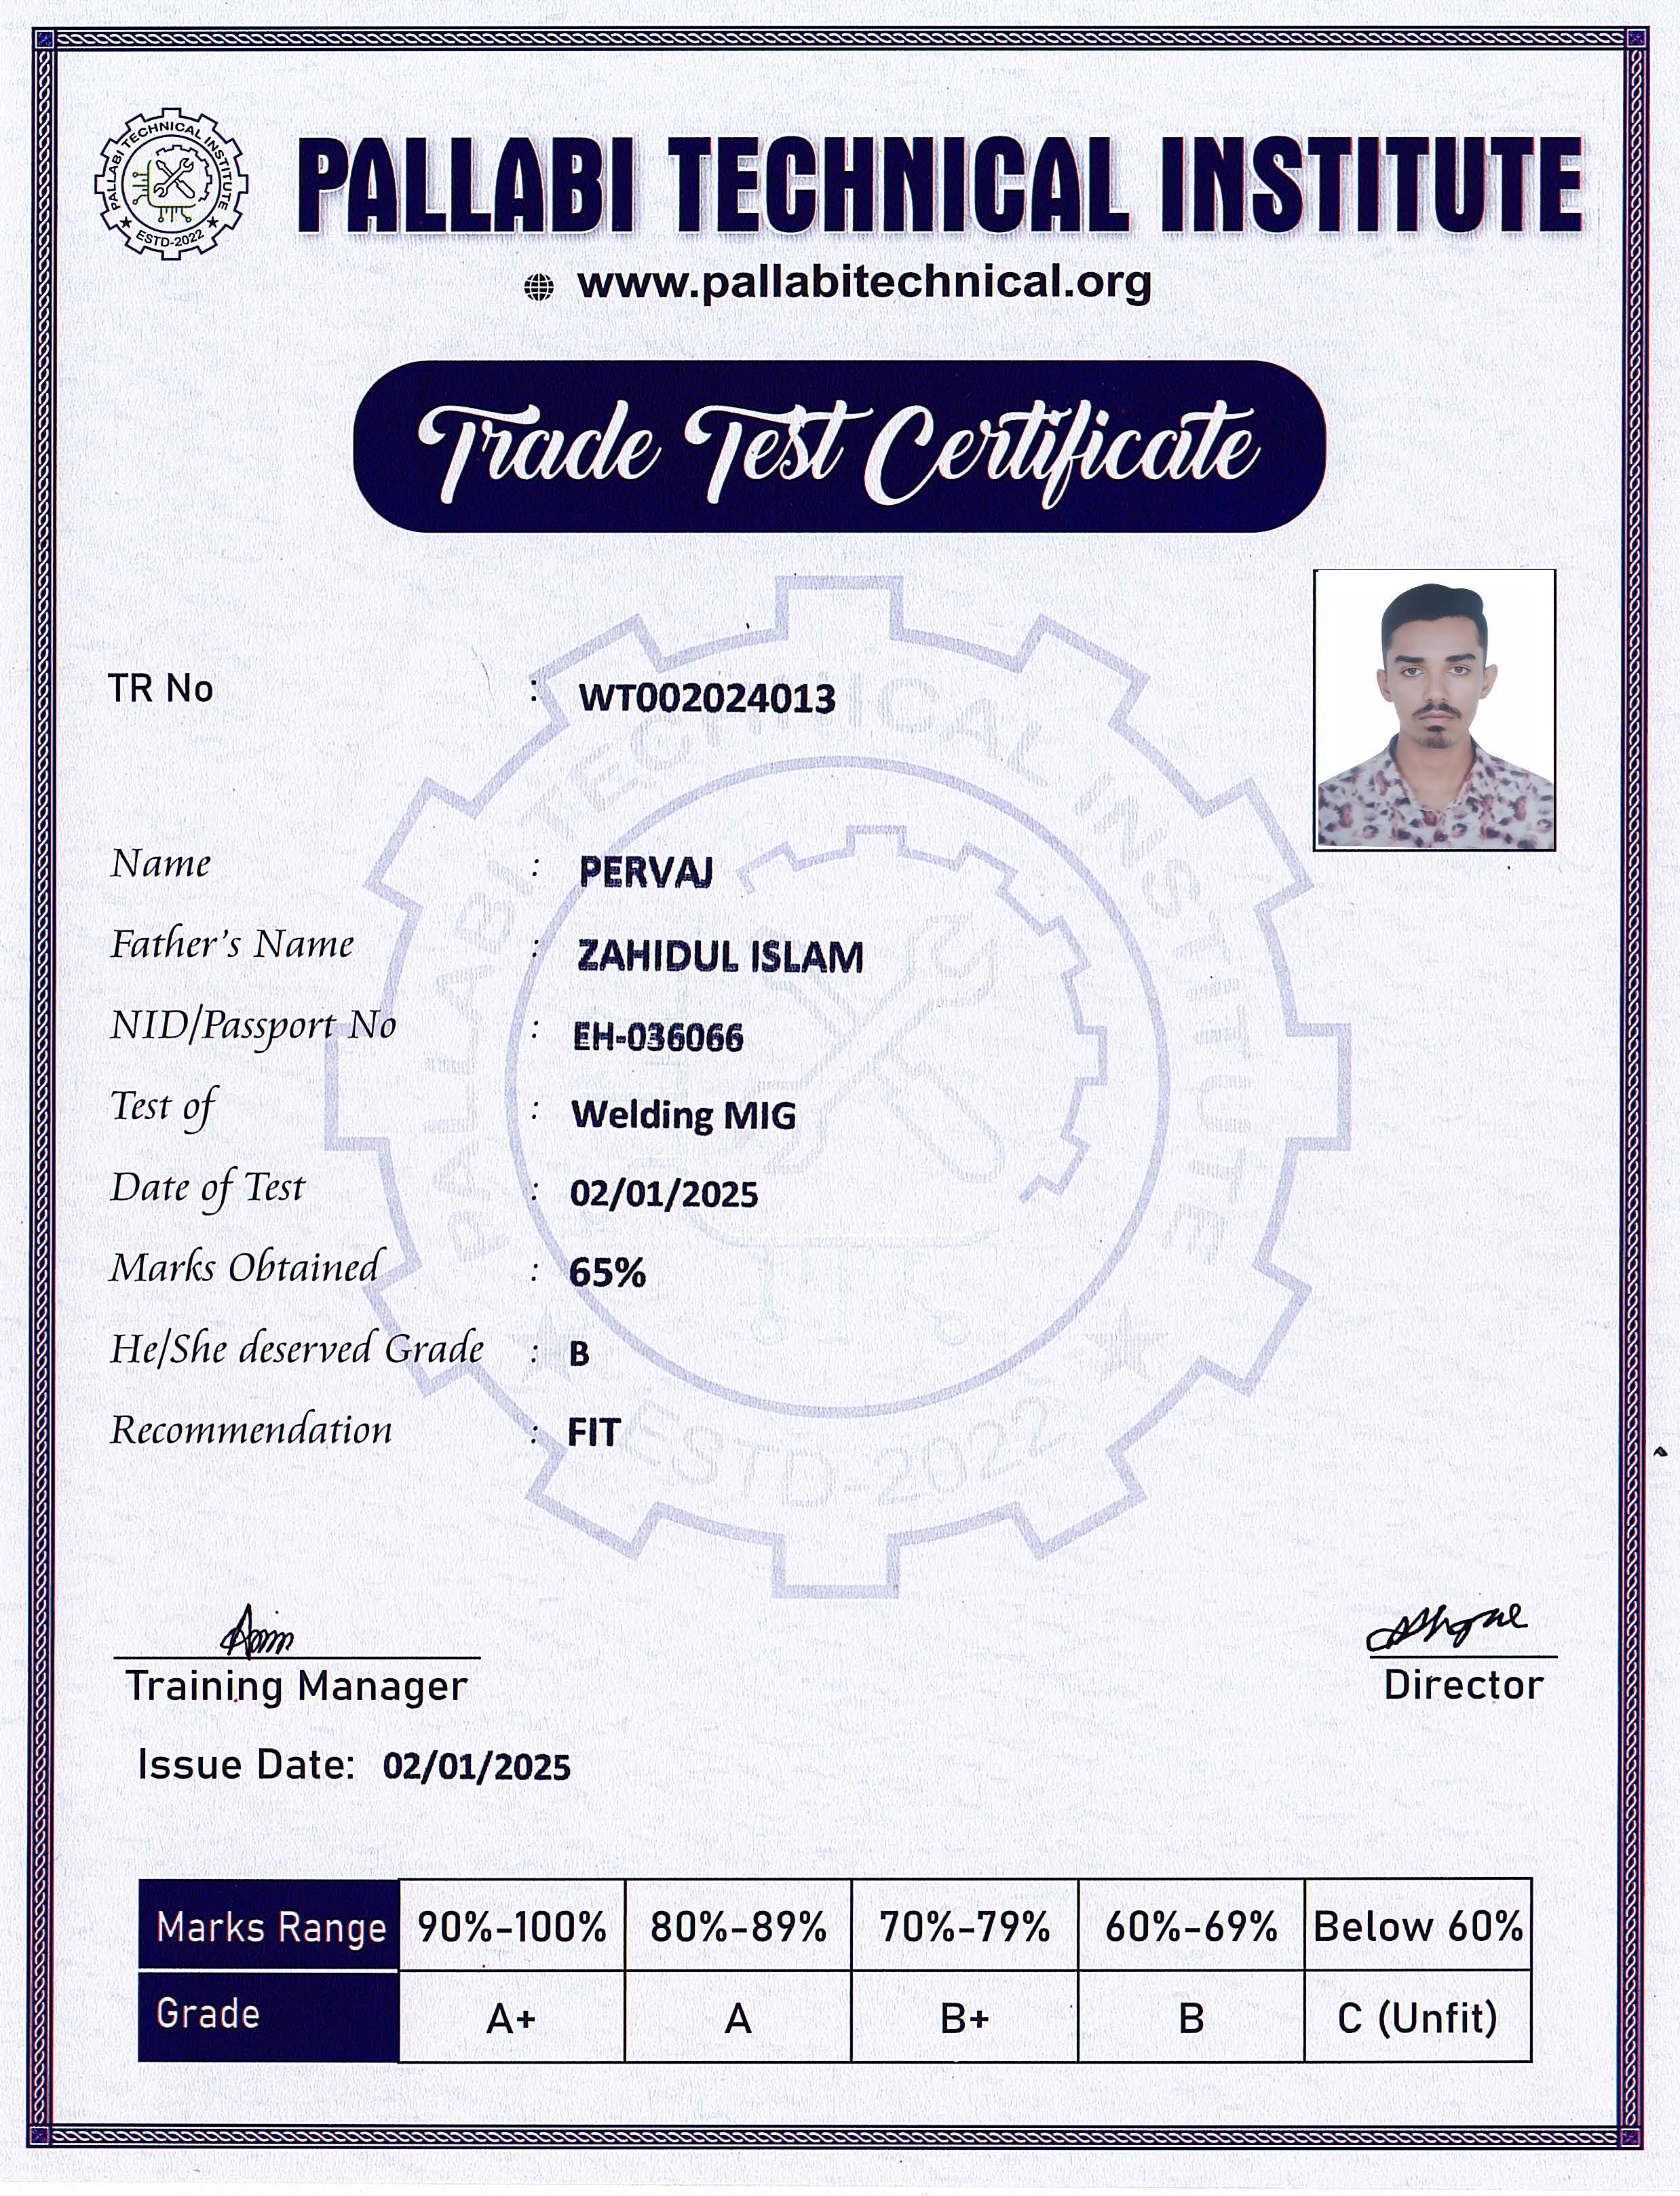 PALLABI TECHNICAL INSTITUTE
ESTD-2022
PALLABI TECHNICAL INSTITUTE
www.pallabitechnical.org
Trade Test Certificate
TR No : WT002024013
Name : PERVAJ
Father's Name : ZAHIDUL ISLAM
NID/Passport No : EH-036066
Test of : Welding MIG
Date of Test : 02/01/2025
Marks Obtained : 65%
He/She deserved Grade : B
Recommendation : FIT
PALLABI TECHNICAL INSTITUTE
ESTD-2022
Training Manager
Director
Issue Date: 02/01/2025
Marks Range 90%-100% 80%-89% 70%-79% 60%-69% Below 60%
Grade A+ A B+ B C (Unfit)